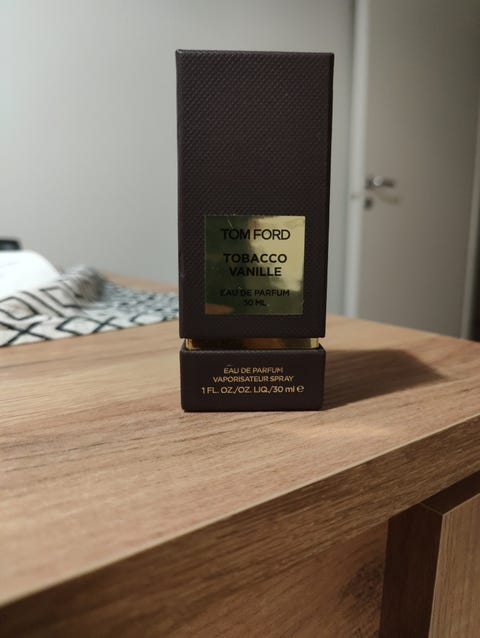 TOM FORD
TOBACCO
VANILLE
EAU DE PARFUM
30 ML
EAU DE PARFUM
VAPORISATEUR SPRAY
1 FL. OZ./OZ. LIQ./30 ml ℮